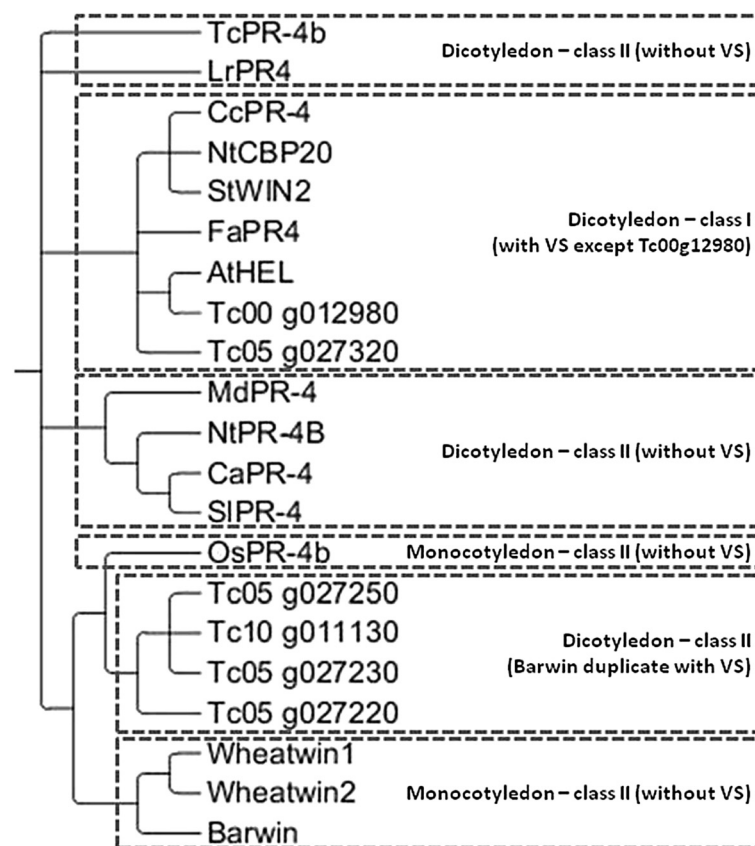 TcPR-4b
Dicotyledon – class II (without VS)
LrPR4
CcPR-4
NtCBP20
StWIN2
Dicotyledon – class I
(with VS except Tc00g12980)
FaPR4
AtHEL
Tc00 g012980
Tc05 g027320
MdPR-4
NtPR-4B
Dicotyledon – class II (without VS)
CaPR-4
SlPR-4
OsPR-4b
Monocotyledon – class II (without VS)
Tc05 g027250
Tc10 g011130
Dicotyledon – class II
(Barwin duplicate with VS)
Tc05 g027230
Tc05 g027220
Wheatwin1
Wheatwin2
Monocotyledon – class II (without VS)
Barwin